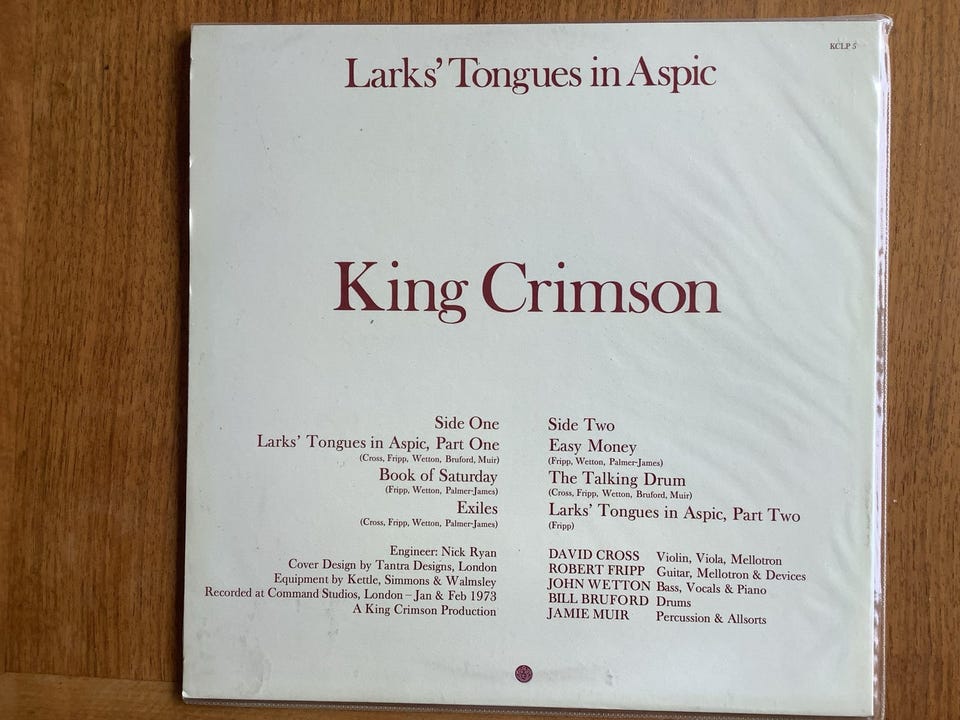 KCLP 5
Larks' Tongues in Aspic
King Crimson
Side One
Larks' Tongues in Aspic, Part One
(Cross, Fripp, Wetton, Bruford, Muir)
Book of Saturday
(Fripp, Wetton, Palmer-James)
Exiles
(Cross, Fripp, Wetton, Palmer-James)
Engineer: Nick Ryan
Cover Design by Tantra Designs, London
Equipment by Kettle, Simmons & Walmsley
Recorded at Command Studios, London – Jan & Feb 1973
A King Crimson Production
Side Two
Easy Money
(Fripp, Wetton, Palmer-James)
The Talking Drum
(Cross, Fripp, Wetton, Bruford, Muir)
Larks' Tongues in Aspic, Part Two
(Fripp)
DAVID CROSS Violin, Viola, Mellotron
ROBERT FRIPP Guitar, Mellotron & Devices
JOHN WETTON Bass, Vocals & Piano
BILL BRUFORD Drums
JAMIE MUIR Percussion & Allsorts